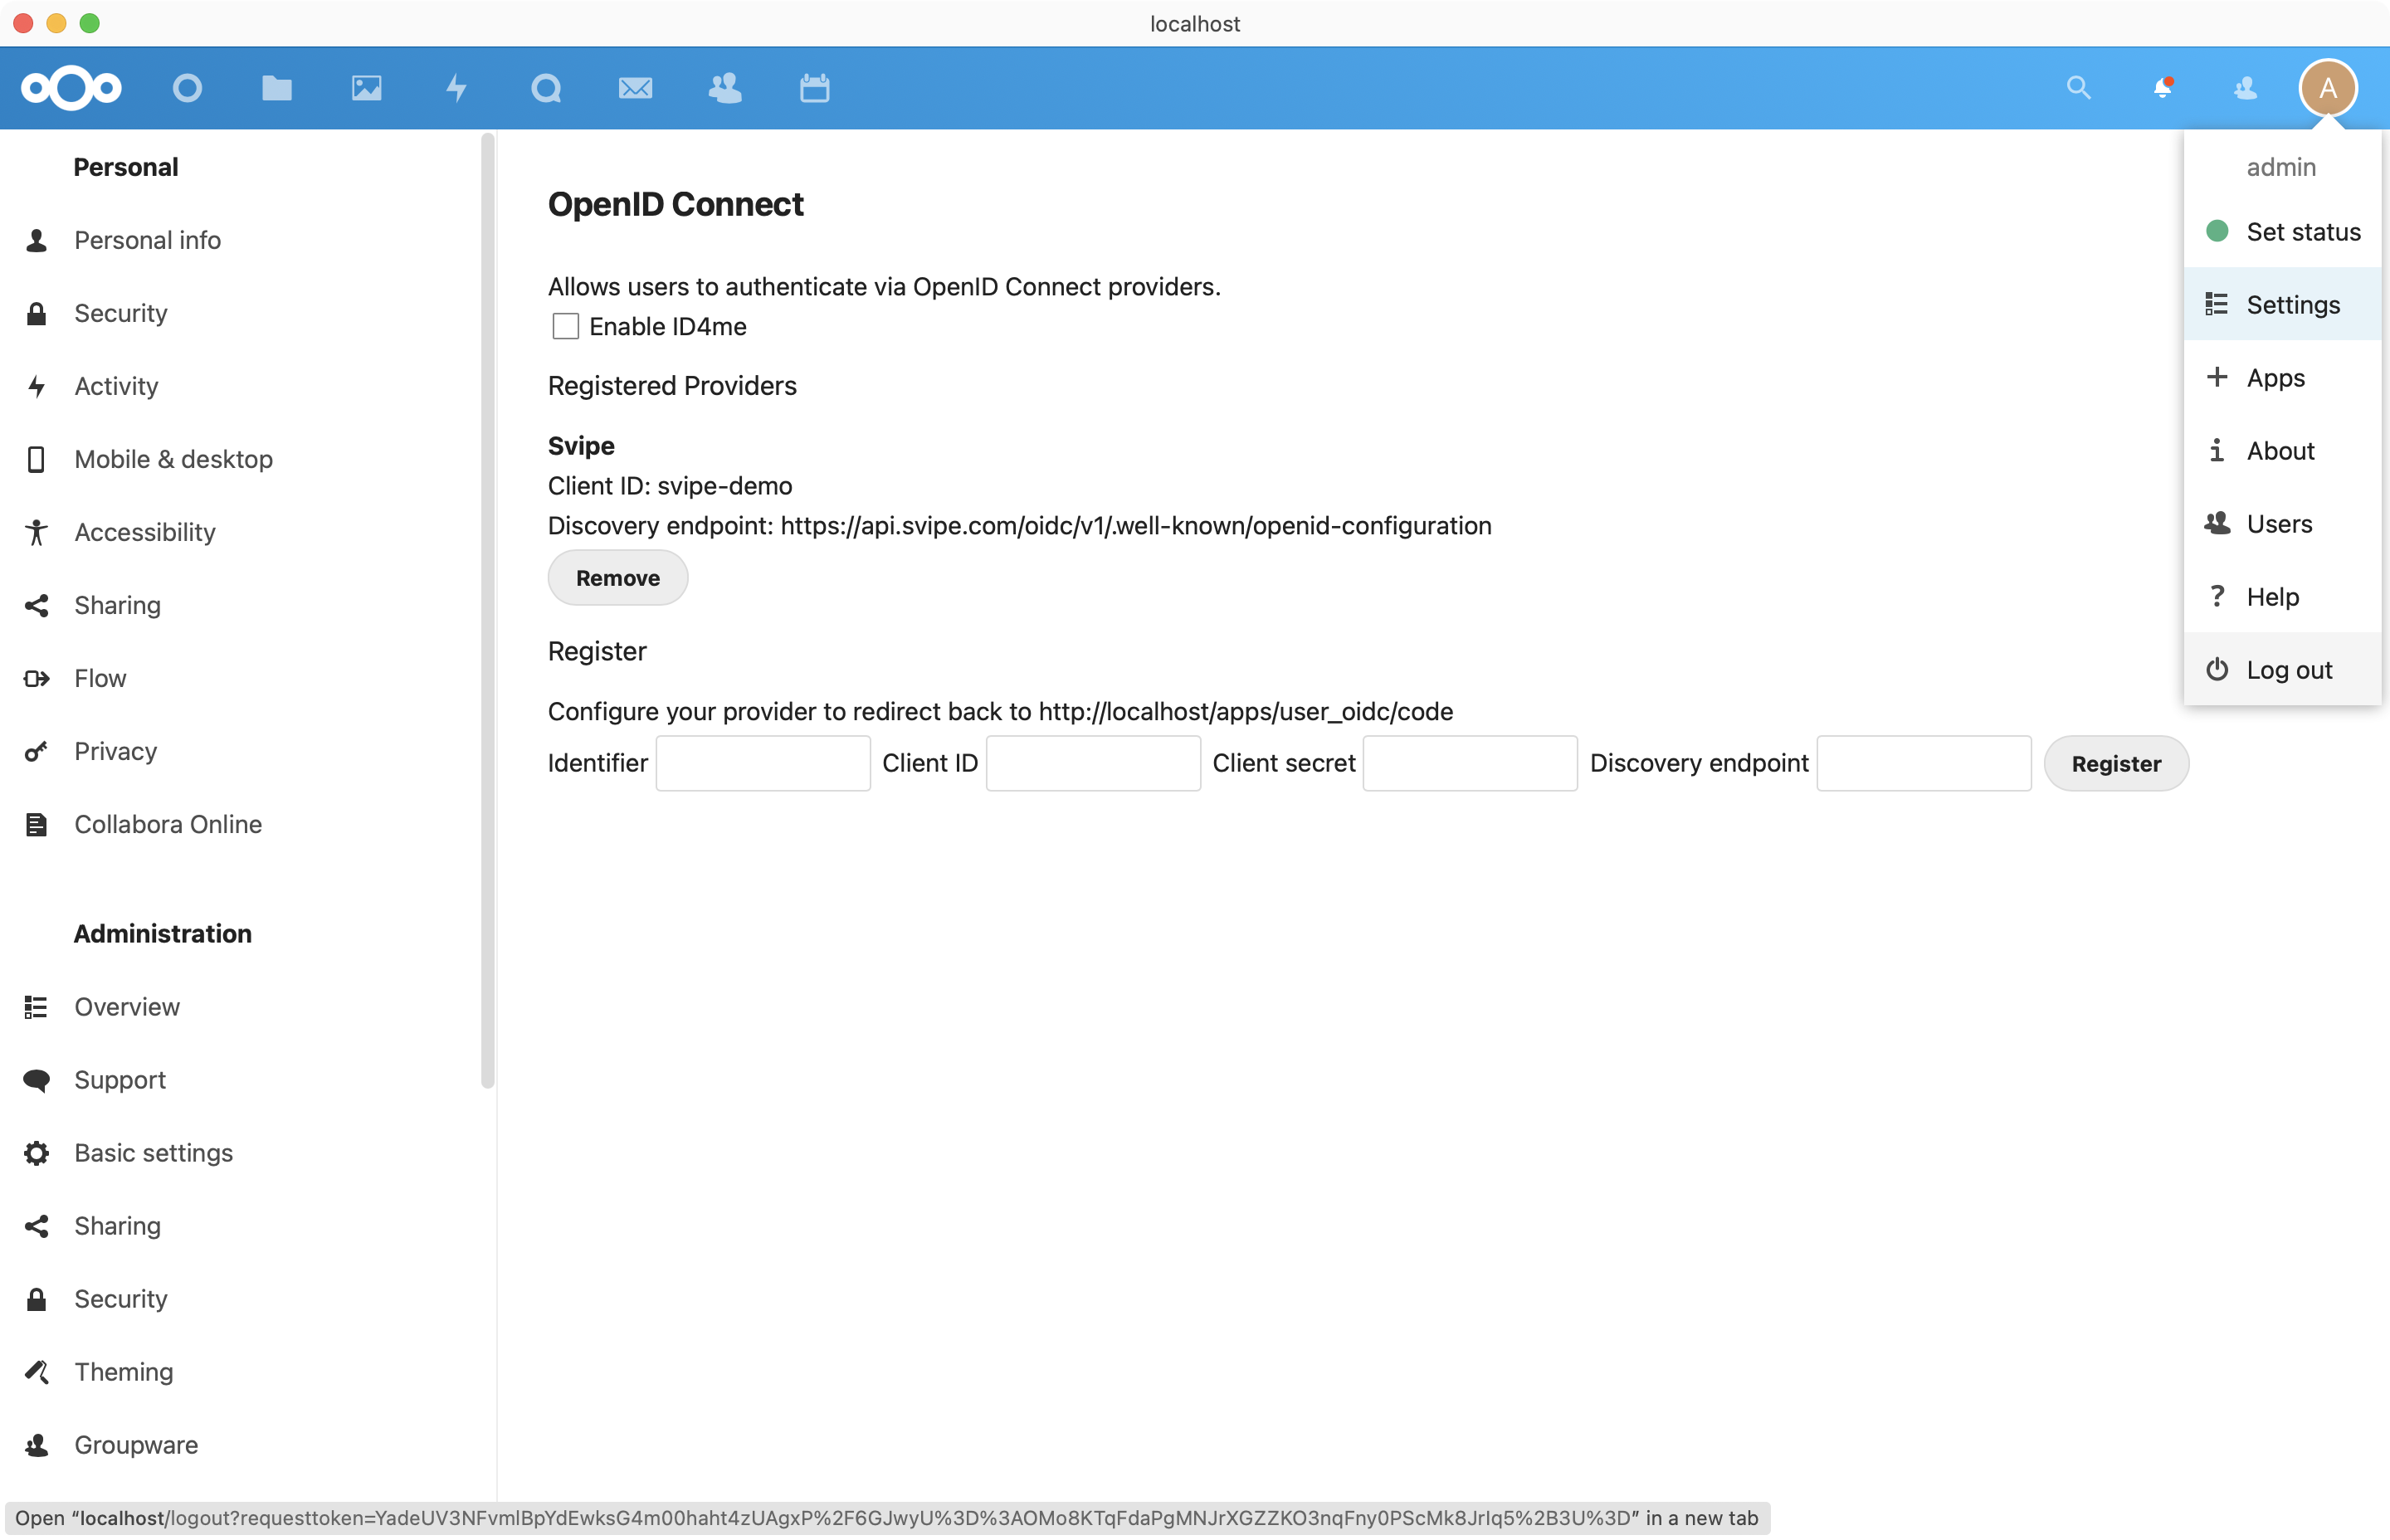 localhost
A
Personal
Personal info
Security
Activity
Mobile & desktop
Accessibility
Sharing
Flow
Privacy
Collabora Online
Administration
Overview
Support
Basic settings
Sharing
Security
Theming
Groupware
OpenID Connect
Allows users to authenticate via OpenID Connect providers.
Enable ID4me
Registered Providers
Svipe
Client ID: svipe-demo
Discovery endpoint: https://api.svipe.com/oidc/v1/.well-known/openid-configuration
Remove
Register
Configure your provider to redirect back to http://localhost/apps/user_oidc/code
Identifier Client ID Client secret Discovery endpoint Register
admin
Set status
Settings
Apps
About
Users
Help
Log out
Open “localhost/logout?requesttoken=YadeUV3NFvmlBpYdEwksG4m00haht4zUAgxP%2F6GJwyU%3D%3AOMo8KTqFdaPgMNJrXGZZKO3nqFny0PScMk8JrIq5%2B3U%3D” in a new tab